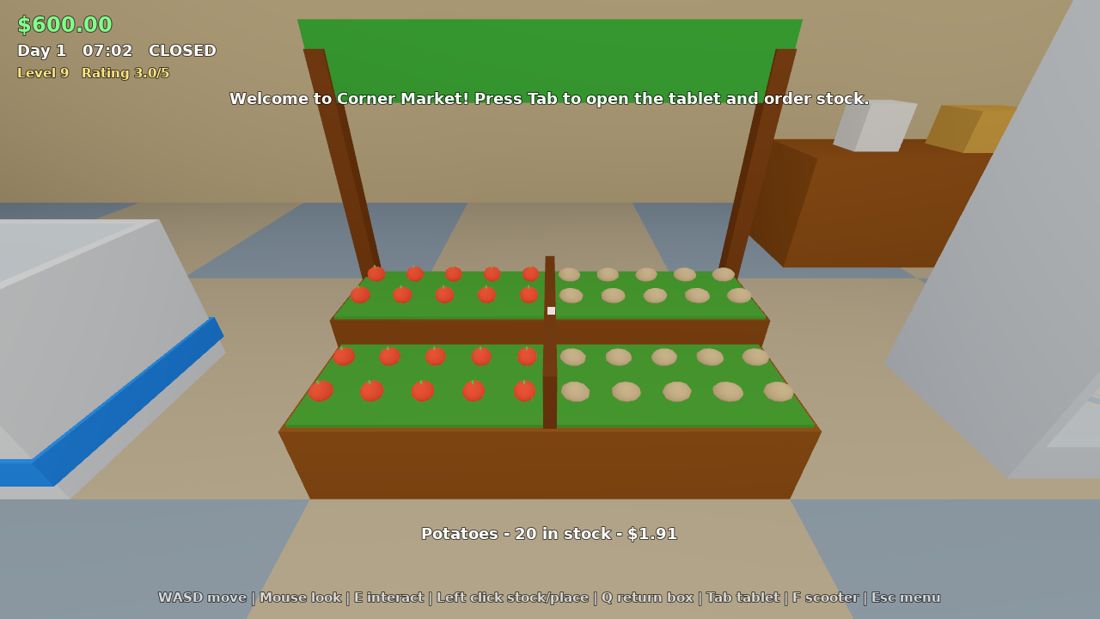 $600.00
Day 1 07:02 CLOSED
Level 9 Rating 3.0/5
Welcome to Corner Market! Press Tab to open the tablet and order stock.
Potatoes - 20 in stock - $1.91
WASD move | Mouse look | E interact | Left click stock/place | Q return box | Tab tablet | F scooter | Esc menu